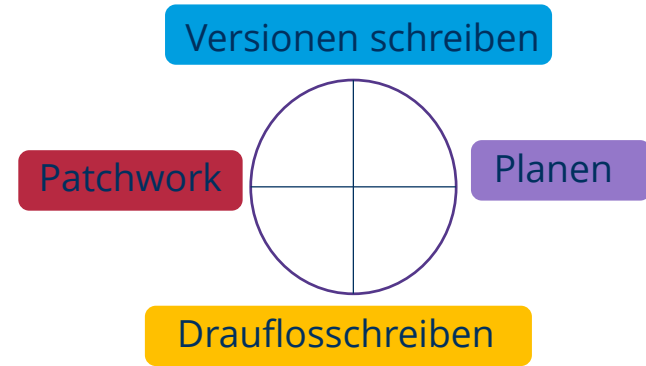 Versionen schreiben
Patchwork
Planen
Drauflosschreiben